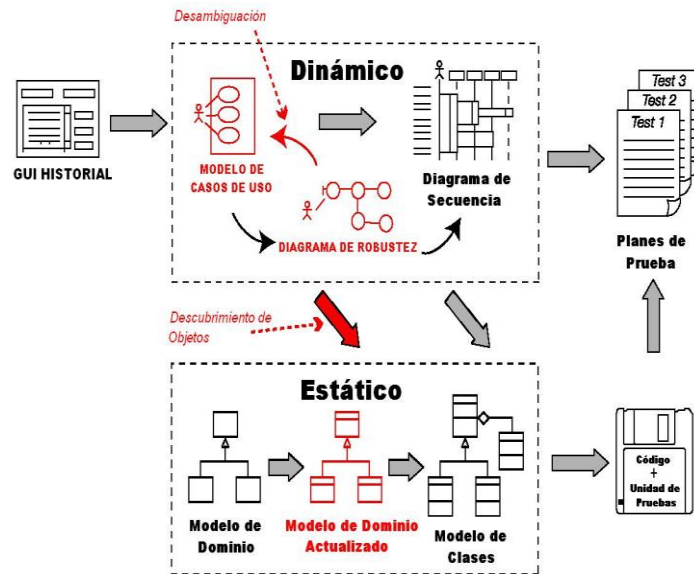 Desambiguación
Dinámico
GUI HISTORIAL
MODELO DE
CASOS DE USO
Diagrama de
Secuencia
DIAGRAMA DE ROBUSTEZ
Test 3
Test 2
Test 1
Planes de
Prueba
Descubrimiento de
Objetos
Estático
Modelo de
Dominio
Modelo de Dominio
Actualizado
Modelo de
Clases
Código
+
Unidad de
Pruebas